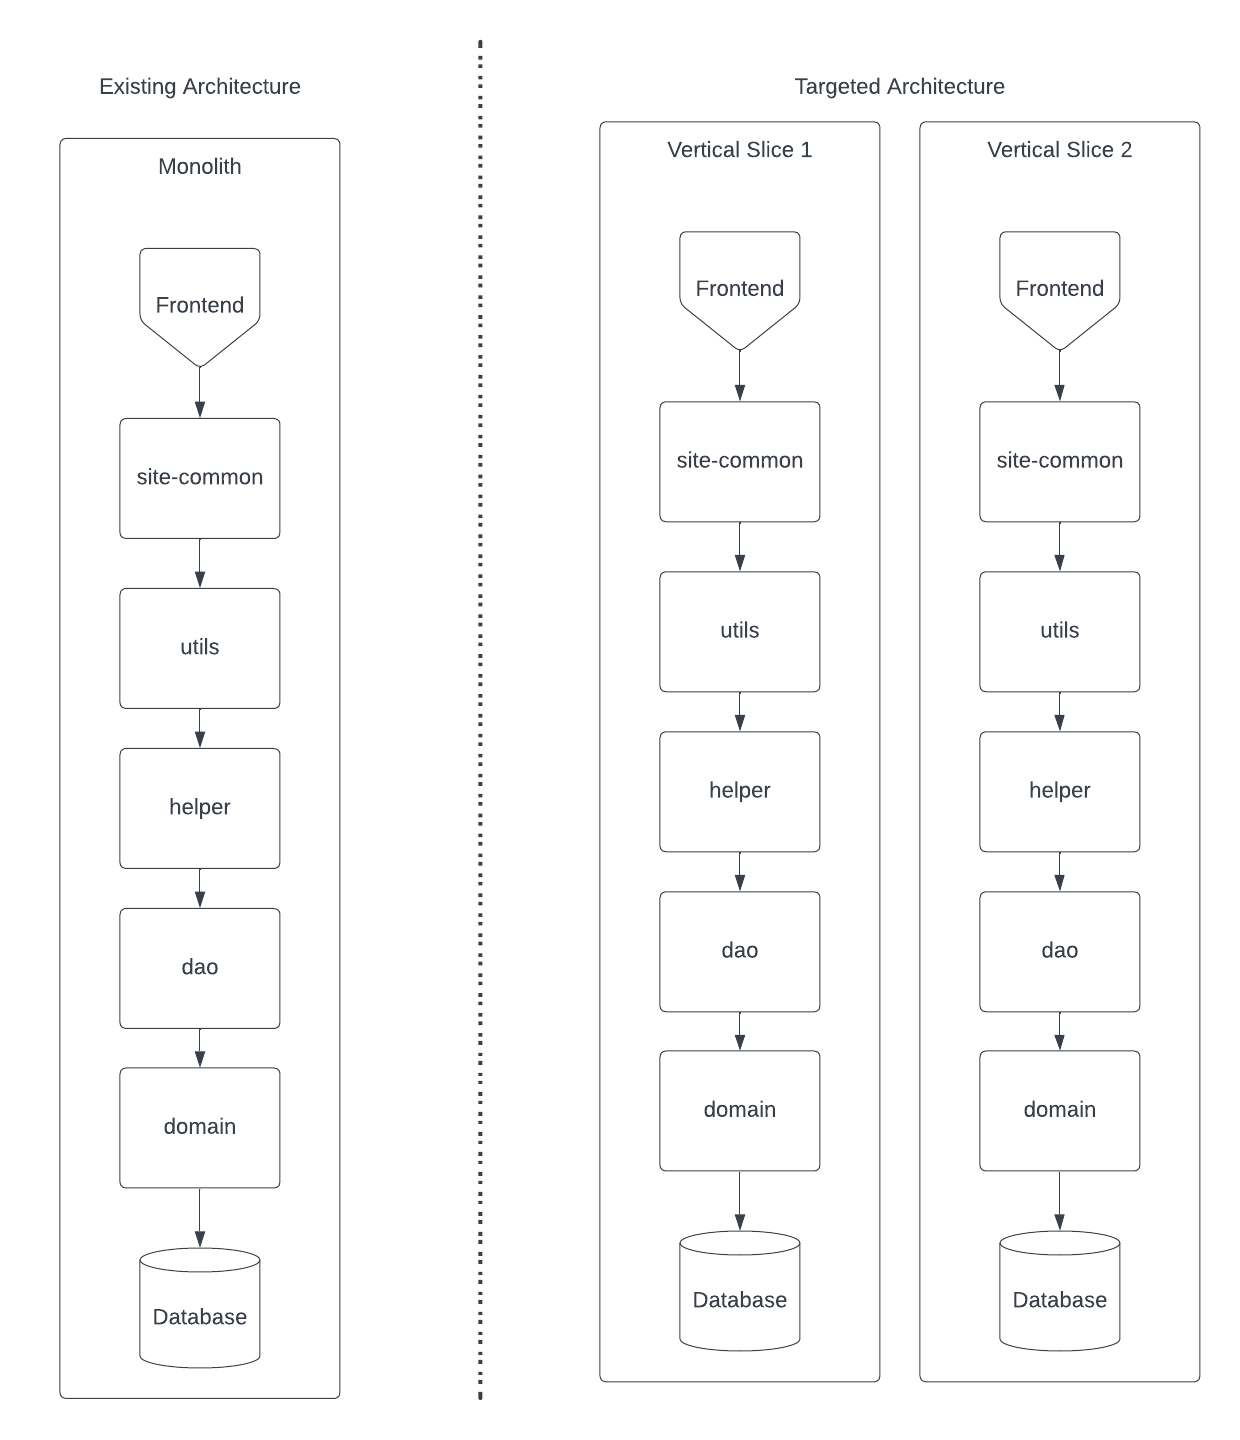 Existing Architecture
Monolith
Frontend
site-common
utils
helper
dao
domain
Database
Targeted Architecture
Vertical Slice 1
Frontend
site-common
utils
helper
dao
domain
Database
Vertical Slice 2
Frontend
site-common
utils
helper
dao
domain
Database